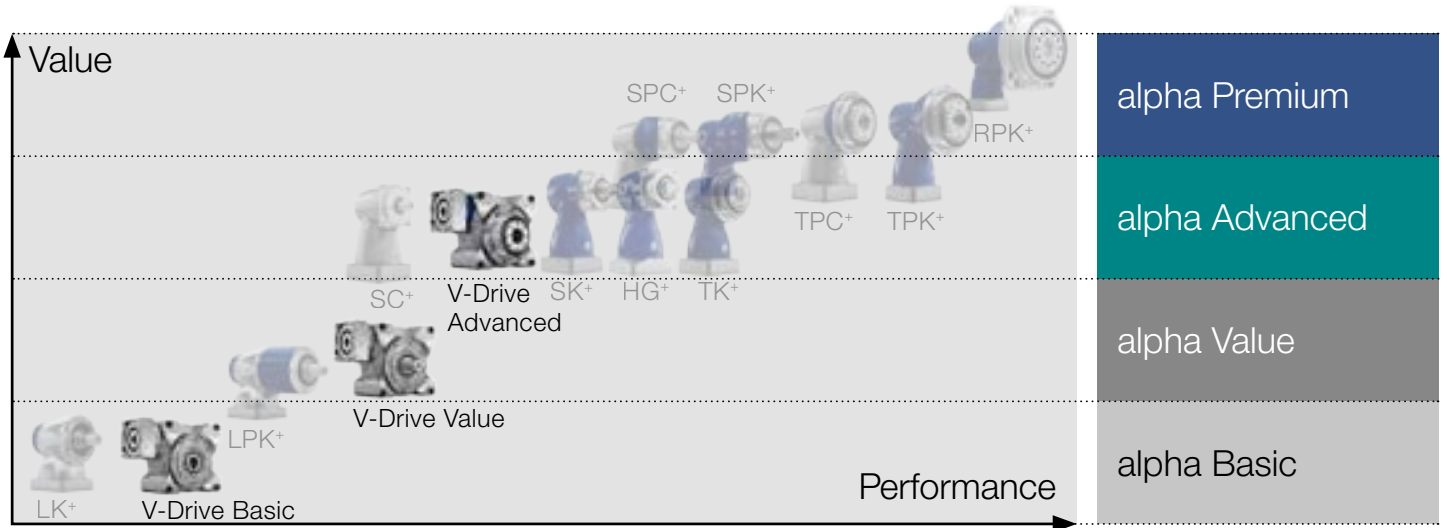 Value
SPC+ SPK+
alpha Premium
RPK+
TPC+ TPK+
alpha Advanced
SC+
V-Drive
Advanced
SK+ HG+ TK+
alpha Value
V-Drive Value
LPK+
alpha Basic
Performance
LK+
V-Drive Basic